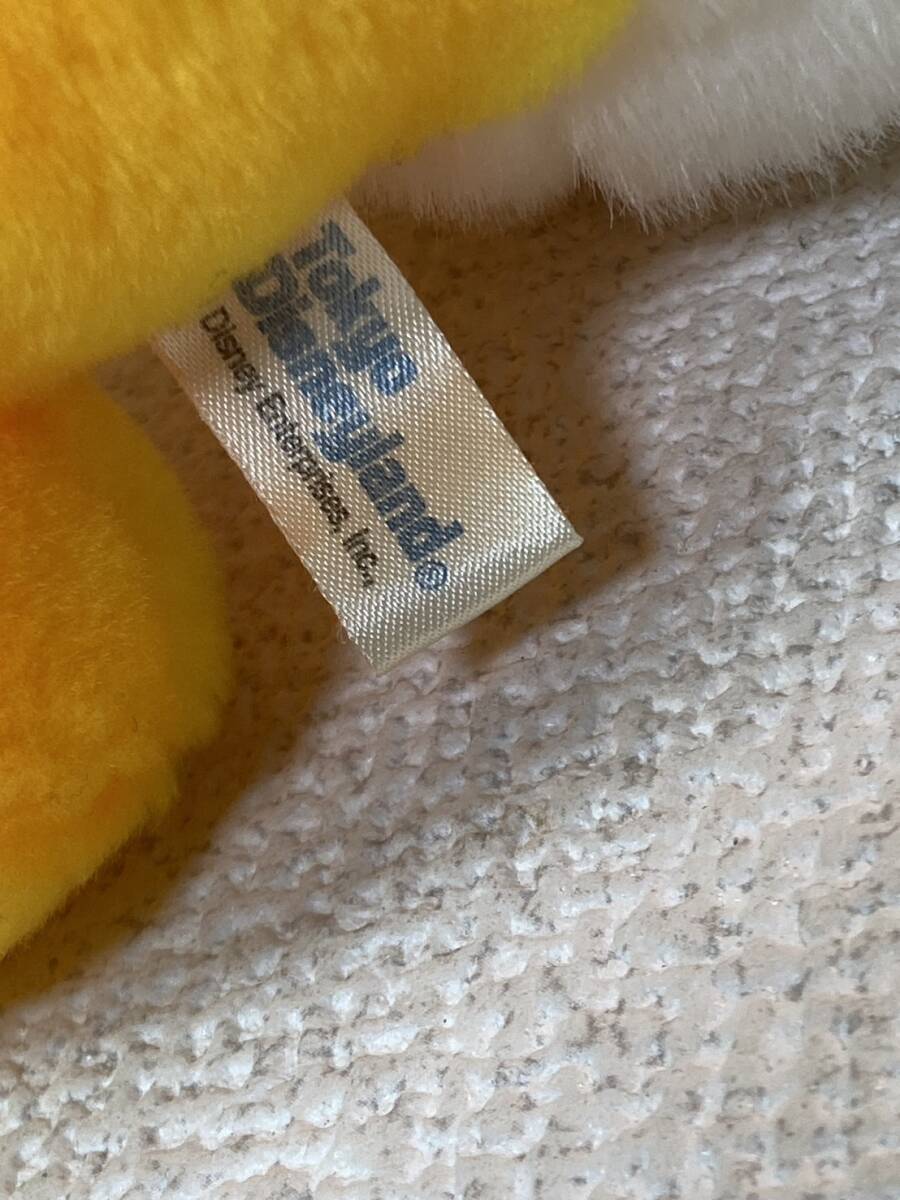 Tokyo
Disneyland®
Disney Enterprises, Inc.,